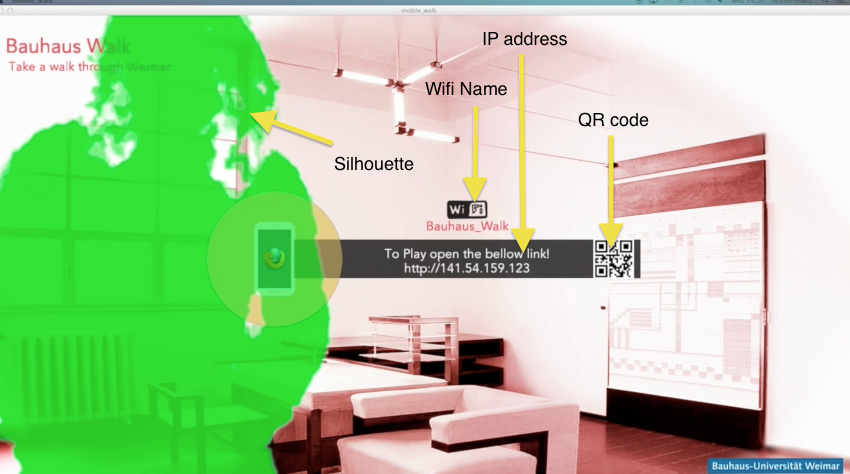 mobile_walk
Bauhaus Walk
Take a walk through Weimar.
IP address
Wifi Name
QR code
Silhouette
Wi Fi
Bauhaus_Walk
To Play open the bellow link!
http://141.54.159.123
Bauhaus-Universität Weimar